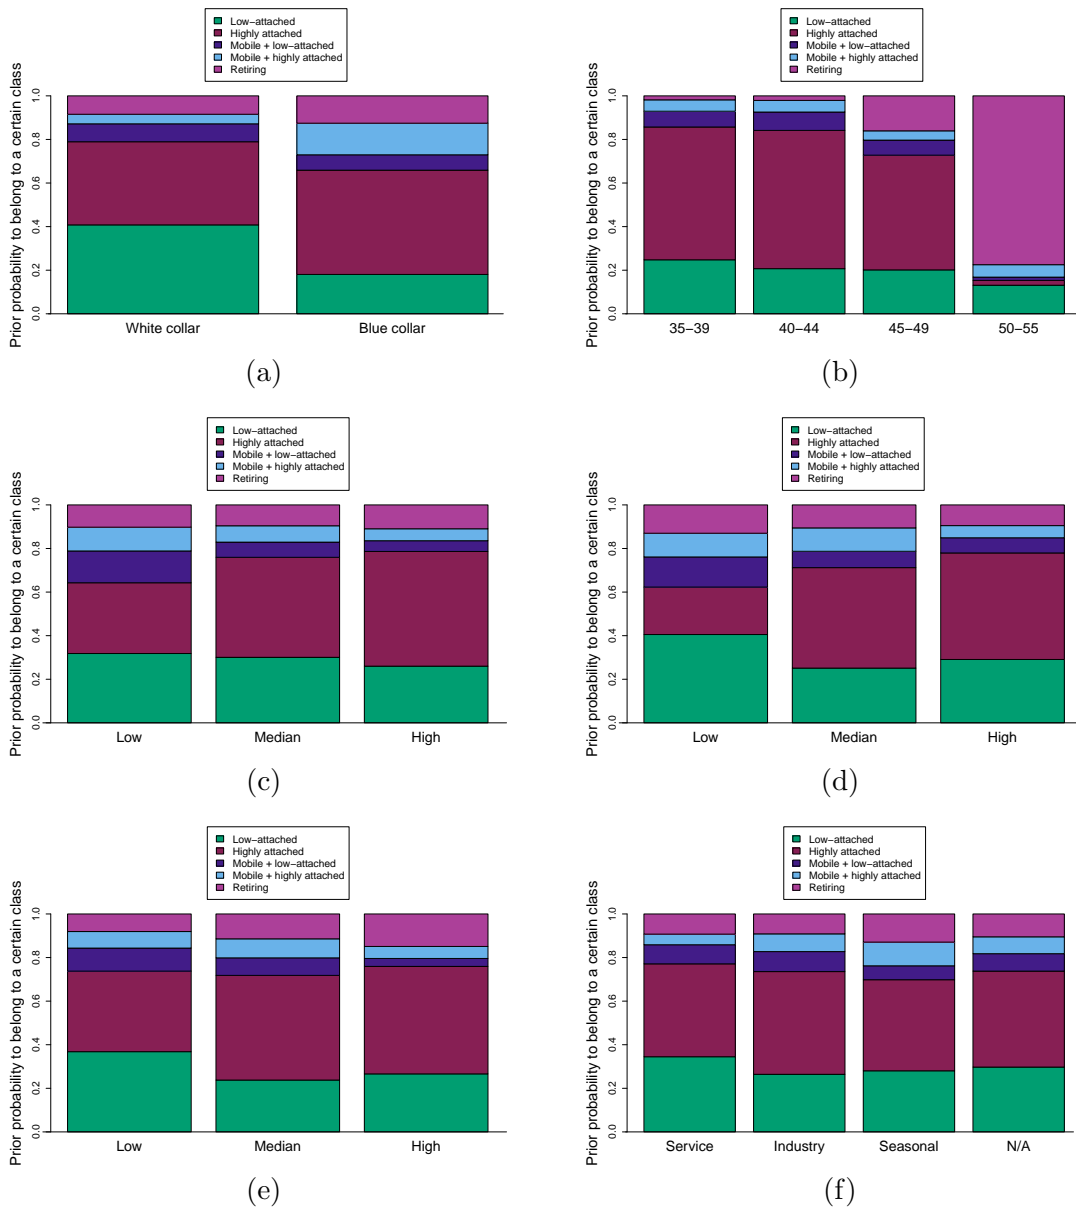 Low−attached
Highly attached
Mobile + low−attached
Mobile + highly attached
Retiring
Prior probability to belong to a certain class
1.0
0.8
0.6
0.4
0.2
0.0
White collar Blue collar
(a)
Low−attached
Highly attached
Mobile + low−attached
Mobile + highly attached
Retiring
Prior probability to belong to a certain class
1.0
0.8
0.6
0.4
0.2
0.0
35−39 40−44 45−49 50−55
(b)
Low−attached
Highly attached
Mobile + low−attached
Mobile + highly attached
Retiring
Prior probability to belong to a certain class
1.0
0.8
0.6
0.4
0.2
0.0
Low Median High
(c)
Low−attached
Highly attached
Mobile + low−attached
Mobile + highly attached
Retiring
Prior probability to belong to a certain class
1.0
0.8
0.6
0.4
0.2
0.0
Low Median High
(d)
Low−attached
Highly attached
Mobile + low−attached
Mobile + highly attached
Retiring
Prior probability to belong to a certain class
1.0
0.8
0.6
0.4
0.2
0.0
Low Median High
(e)
Low−attached
Highly attached
Mobile + low−attached
Mobile + highly attached
Retiring
Prior probability to belong to a certain class
1.0
0.8
0.6
0.4
0.2
0.0
Service Industry Seasonal N/A
(f)